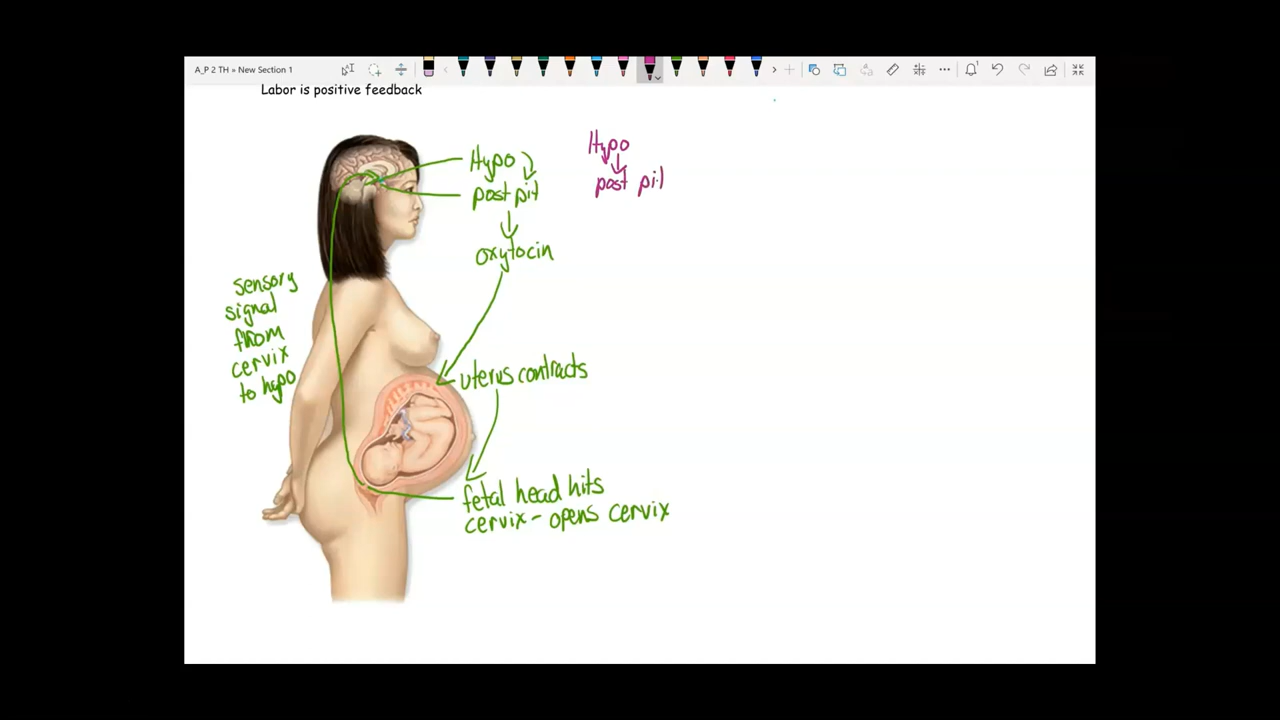 A_P 2 TH » New Section 1
Labor is positive feedback
Hypo
post pit
oxytocin
uterus contracts
fetal head hits
cervix - opens cervix
sensory
signal
from
cervix
to hypo
Hypo
post pit